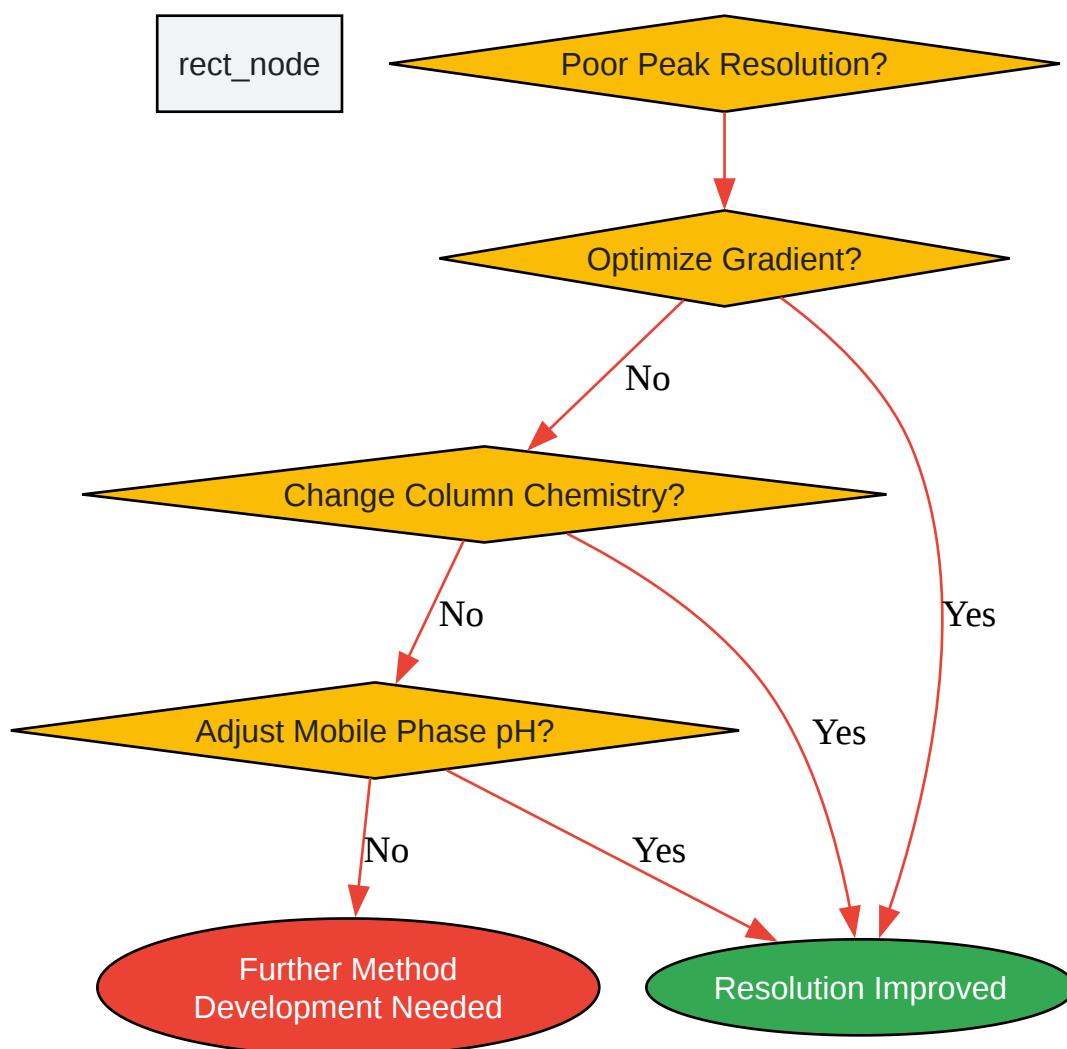 rect_node
Poor Peak Resolution?
Optimize Gradient?
No
Change Column Chemistry?
No
Yes
Adjust Mobile Phase pH?
Yes
No
Yes
Further Method
Development Needed
Resolution Improved